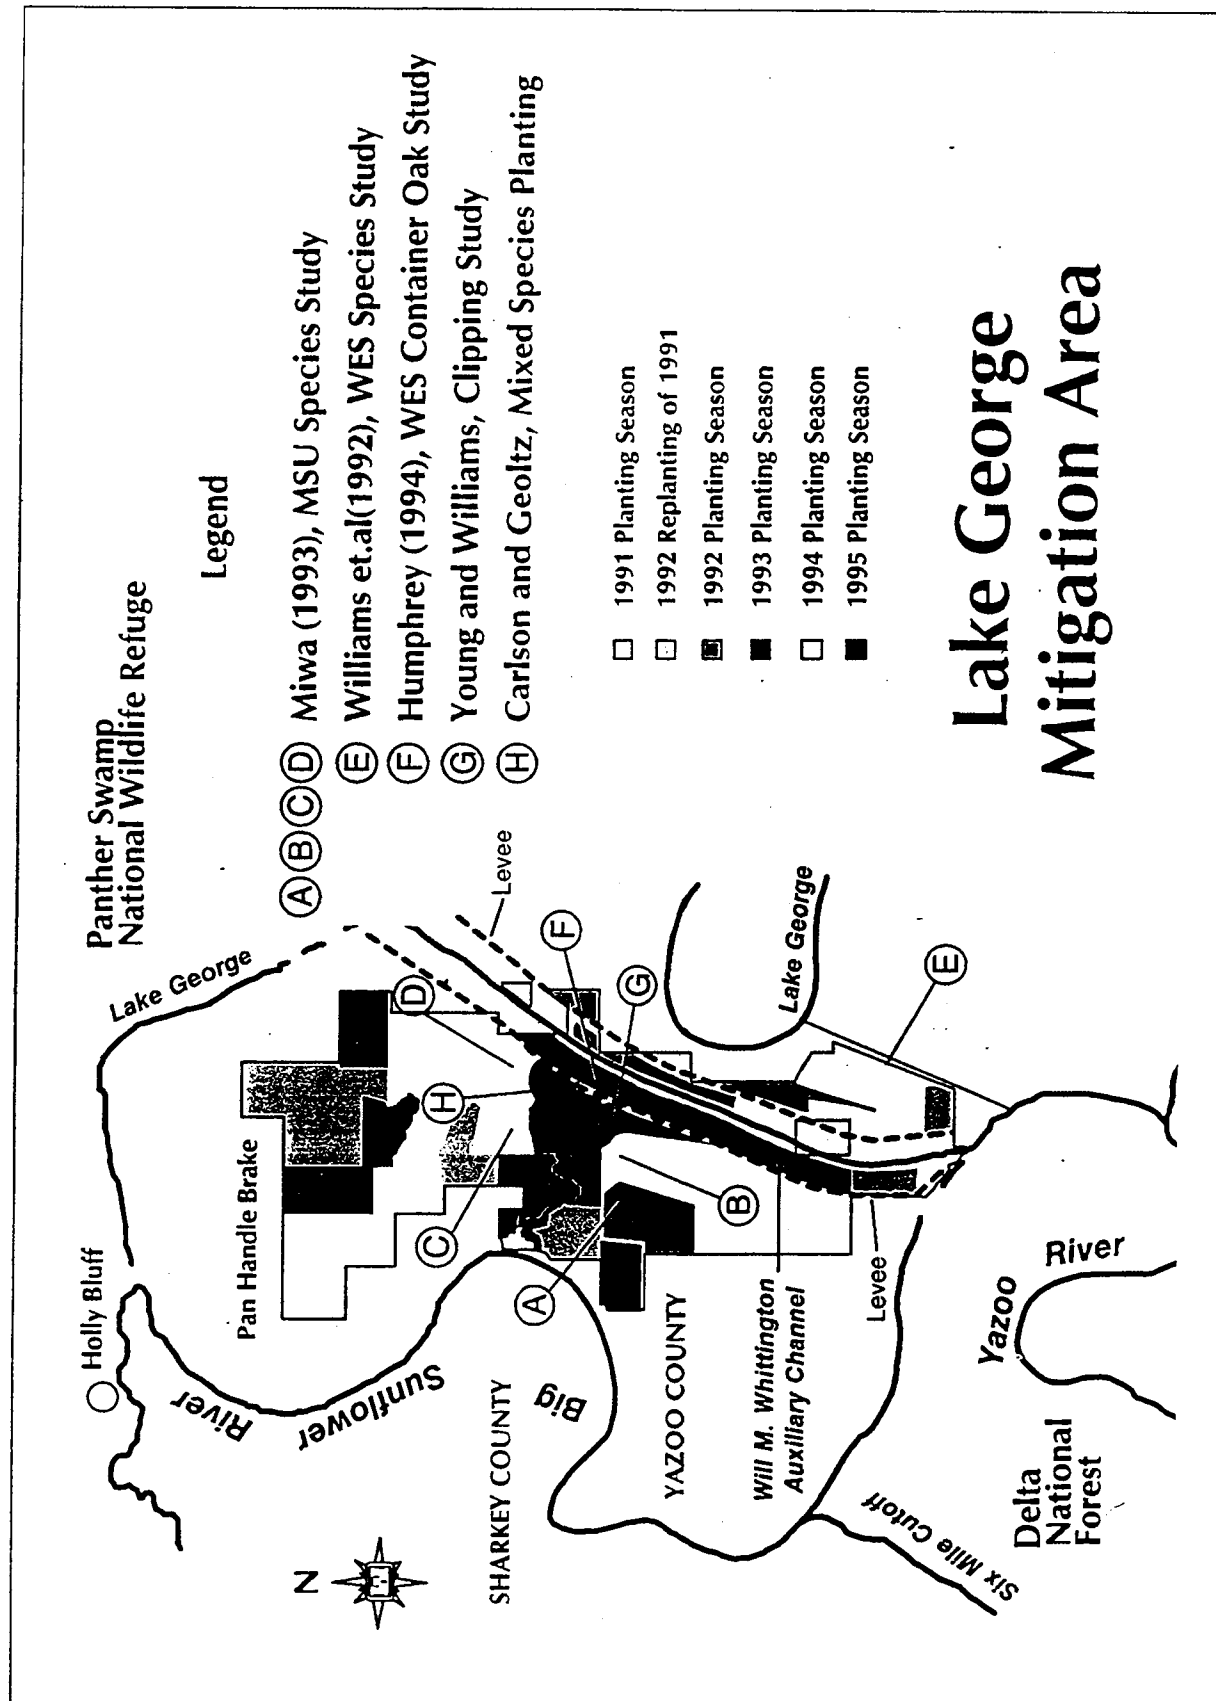 Panther Swamp
National Wildlife Refuge
Legend
Ⓐ Ⓑ Ⓒ Ⓓ Miwa (1993), MSU Species Study
Ⓔ Williams et.al(1992), WES Species Study
Ⓕ Humphrey (1994), WES Container Oak Study
Ⓖ Young and Williams, Clipping Study
Ⓗ Carlson and Geoltz, Mixed Species Planting
1991 Planting Season
1992 Replanting of 1991
1992 Planting Season
1993 Planting Season
1994 Planting Season
1995 Planting Season
Lake George
Mitigation Area
Holly Bluff
Lake George
Pan Handle Brake
River
Sunflower
Big
N
SHARKEY COUNTY
YAZOO COUNTY
Will M. Whittington
Auxiliary Channel
Levee
Levee
Lake George
Ⓐ
Ⓑ
Ⓒ
Ⓓ
Ⓔ
Ⓕ
Ⓖ
Ⓗ
Yazoo
River
Six Mile Cutoff
Delta
National
Forest